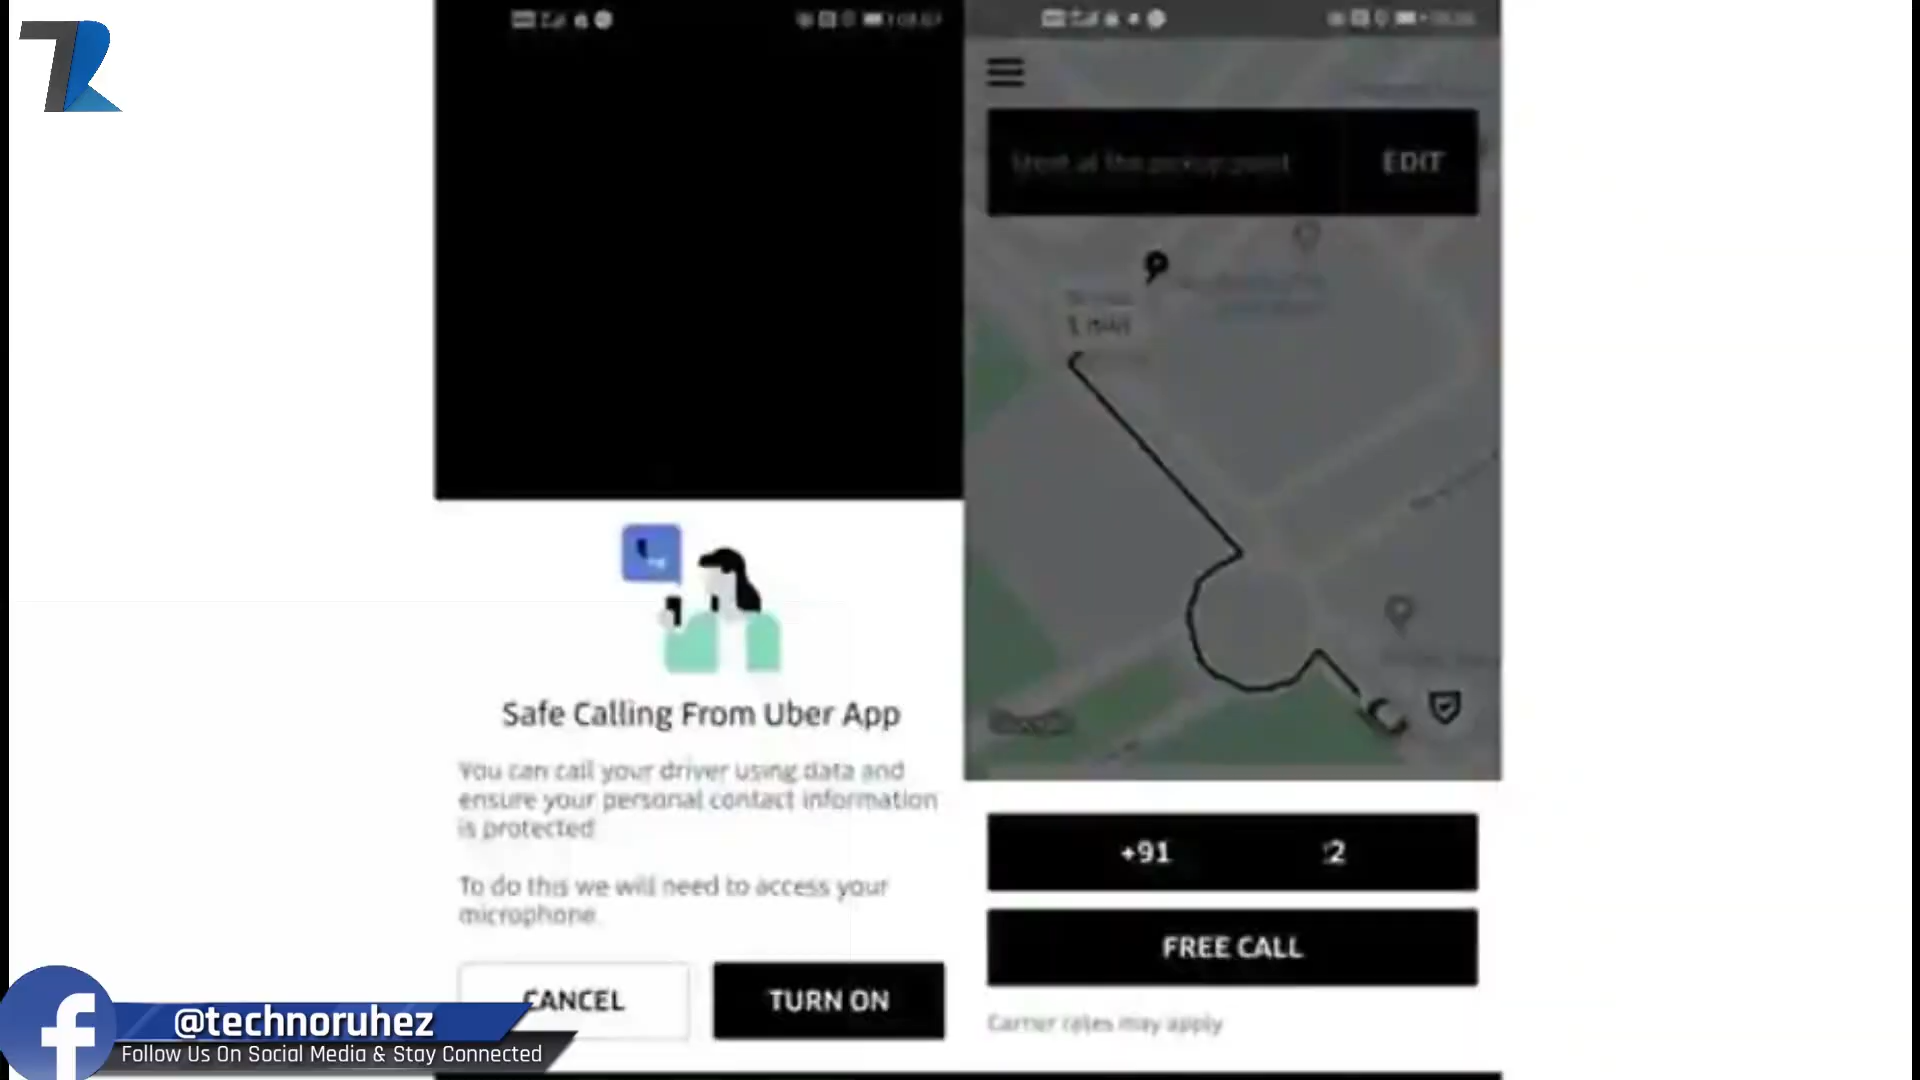 EDIT
1 min
Safe Calling From Uber App
You can call your driver using data and
ensure your personal contact information
is protected
To do this we will need to access your
microphone
CANCEL
TURN ON
+91 2
FREE CALL
Carrier rates may apply
@technoruhez
Follow Us On Social Media & Stay Connected